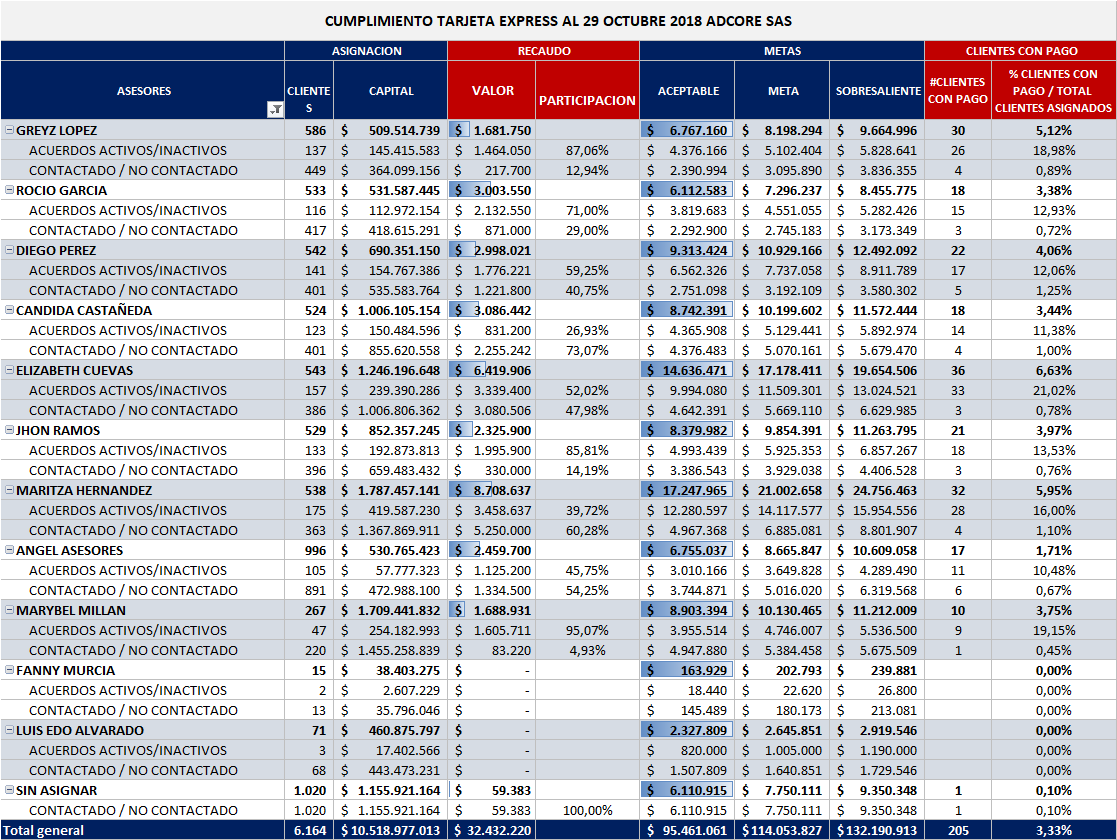 CUMPLIMIENTO TARJETA EXPRESS AL 29 OCTUBRE 2018 ADCORE SAS
ASIGNACION RECAUDO METAS CLIENTES CON PAGO
ASESORES CLIENTES CAPITAL VALOR PARTICIPACION ACEPTABLE META SOBRESALIENTE #CLIENTES CON PAGO % CLIENTES CON PAGO / TOTAL CLIENTES ASIGNADOS
GREYZ LOPEZ 586 $ 509.514.739 $ 1.681.750 $ 6.767.160 $ 8.198.294 $ 9.664.996 30 5,12%
ACUERDOS ACTIVOS/INACTIVOS 137 $ 145.415.583 $ 1.464.050 87,06% $ 4.376.166 $ 5.102.404 $ 5.828.641 26 18,98%
CONTACTADO / NO CONTACTADO 449 $ 364.099.156 $ 217.700 12,94% $ 2.390.994 $ 3.095.890 $ 3.836.355 4 0,89%
ROCIO GARCIA 533 $ 531.587.445 $ 3.003.550 $ 6.112.583 $ 7.296.237 $ 8.455.775 18 3,38%
ACUERDOS ACTIVOS/INACTIVOS 116 $ 112.972.154 $ 2.132.550 71,00% $ 3.819.683 $ 4.551.055 $ 5.282.426 15 12,93%
CONTACTADO / NO CONTACTADO 417 $ 418.615.291 $ 871.000 29,00% $ 2.292.900 $ 2.745.183 $ 3.173.349 3 0,72%
DIEGO PEREZ 542 $ 690.351.150 $ 2.998.021 $ 9.313.424 $ 10.929.166 $ 12.492.092 22 4,06%
ACUERDOS ACTIVOS/INACTIVOS 141 $ 154.767.386 $ 1.776.221 59,25% $ 6.562.326 $ 7.737.058 $ 8.911.789 17 12,06%
CONTACTADO / NO CONTACTADO 401 $ 535.583.764 $ 1.221.800 40,75% $ 2.751.098 $ 3.192.109 $ 3.580.302 5 1,25%
CANDIDA CASTAÑEDA 524 $ 1.006.105.154 $ 3.086.442 $ 8.742.391 $ 10.199.602 $ 11.572.444 18 3,44%
ACUERDOS ACTIVOS/INACTIVOS 123 $ 150.484.596 $ 831.200 26,93% $ 4.365.908 $ 5.129.441 $ 5.892.974 14 11,38%
CONTACTADO / NO CONTACTADO 401 $ 855.620.558 $ 2.255.242 73,07% $ 4.376.483 $ 5.070.161 $ 5.679.470 4 1,00%
ELIZABETH CUEVAS 543 $ 1.246.196.648 $ 6.419.906 $ 14.636.471 $ 17.178.411 $ 19.654.506 36 6,63%
ACUERDOS ACTIVOS/INACTIVOS 157 $ 239.390.286 $ 3.339.400 52,02% $ 9.994.080 $ 11.509.301 $ 13.024.521 33 21,02%
CONTACTADO / NO CONTACTADO 386 $ 1.006.806.362 $ 3.080.506 47,98% $ 4.642.391 $ 5.669.110 $ 6.629.985 3 0,78%
JHON RAMOS 529 $ 852.357.245 $ 2.325.900 $ 8.379.982 $ 9.854.391 $ 11.263.795 21 3,97%
ACUERDOS ACTIVOS/INACTIVOS 133 $ 192.873.813 $ 1.995.900 85,81% $ 4.993.439 $ 5.925.353 $ 6.857.267 18 13,53%
CONTACTADO / NO CONTACTADO 396 $ 659.483.432 $ 330.000 14,19% $ 3.386.543 $ 3.929.038 $ 4.406.528 3 0,76%
MARITZA HERNANDEZ 538 $ 1.787.457.141 $ 8.708.637 $ 17.247.965 $ 21.002.658 $ 24.756.463 32 5,95%
ACUERDOS ACTIVOS/INACTIVOS 175 $ 419.587.230 $ 3.458.637 39,72% $ 12.280.597 $ 14.117.577 $ 15.954.556 28 16,00%
CONTACTADO / NO CONTACTADO 363 $ 1.367.869.911 $ 5.250.000 60,28% $ 4.967.368 $ 6.885.081 $ 8.801.907 4 1,10%
ANGEL ASESORES 996 $ 530.765.423 $ 2.459.700 $ 6.755.037 $ 8.665.847 $ 10.609.058 17 1,71%
ACUERDOS ACTIVOS/INACTIVOS 105 $ 57.777.323 $ 1.125.200 45,75% $ 3.010.166 $ 3.649.828 $ 4.289.490 11 10,48%
CONTACTADO / NO CONTACTADO 891 $ 472.988.100 $ 1.334.500 54,25% $ 3.744.871 $ 5.016.020 $ 6.319.568 6 0,67%
MARYBEL MILLAN 267 $ 1.709.441.832 $ 1.688.931 $ 8.903.394 $ 10.130.465 $ 11.212.009 10 3,75%
ACUERDOS ACTIVOS/INACTIVOS 47 $ 254.182.993 $ 1.605.711 95,07% $ 3.955.514 $ 4.746.007 $ 5.536.500 9 19,15%
CONTACTADO / NO CONTACTADO 220 $ 1.455.258.839 $ 83.220 4,93% $ 4.947.880 $ 5.384.458 $ 5.675.509 1 0,45%
FANNY MURCIA 15 $ 38.403.275 $ - $ 163.929 $ 202.793 $ 239.881 0,00%
ACUERDOS ACTIVOS/INACTIVOS 2 $ 2.607.229 $ - $ 18.440 $ 22.620 $ 26.800 0,00%
CONTACTADO / NO CONTACTADO 13 $ 35.796.046 $ - $ 145.489 $ 180.173 $ 213.081 0,00%
LUIS EDO ALVARADO 71 $ 460.875.797 $ - $ 2.327.809 $ 2.645.851 $ 2.919.546 0,00%
ACUERDOS ACTIVOS/INACTIVOS 3 $ 17.402.566 $ - $ 820.000 $ 1.005.000 $ 1.190.000 0,00%
CONTACTADO / NO CONTACTADO 68 $ 443.473.231 $ - $ 1.507.809 $ 1.640.851 $ 1.729.546 0,00%
SIN ASIGNAR 1.020 $ 1.155.921.164 $ 59.383 $ 6.110.915 $ 7.750.111 $ 9.350.348 1 0,10%
CONTACTADO / NO CONTACTADO 1.020 $ 1.155.921.164 $ 59.383 100,00% $ 6.110.915 $ 7.750.111 $ 9.350.348 1 0,10%
Total general 6.164 $ 10.518.977.013 $ 32.432.220 $ 95.461.061 $ 114.053.827 $ 132.190.913 205 3,33%